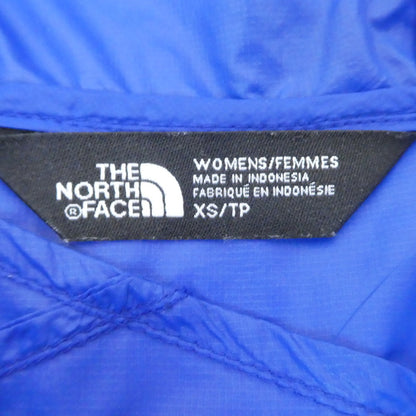 THE
NORTH
®FACE
WOMENS/FEMMES
MADE IN INDONESIA
FABRIQUÉ EN INDONÉSIE
XS/TP